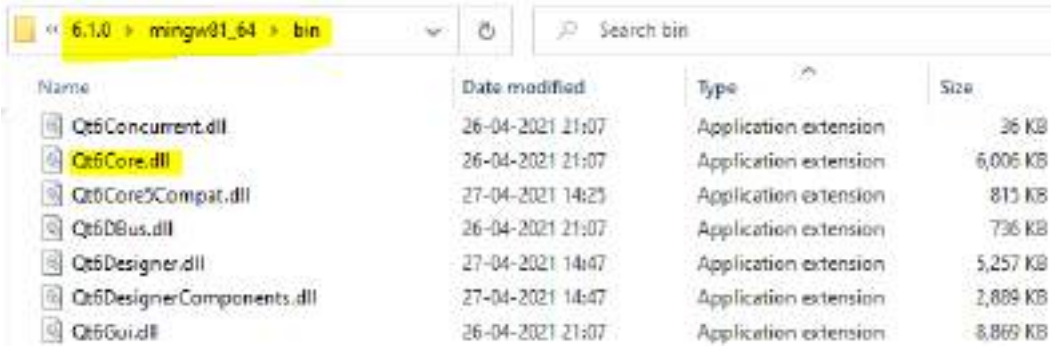 « 6.1.0 > mingw81_64 > bin Search bin
Name Date modified Type Size
Qt6Concurrent.dll 26-04-2021 21:07 Application extension 36 KB
Qt6Core.dll 26-04-2021 21:07 Application extension 6,006 KB
Qt6Core5Compat.dll 27-04-2021 14:25 Application extension 815 KB
Qt6DBus.dll 26-04-2021 21:07 Application extension 736 KB
Qt6Designer.dll 27-04-2021 14:47 Application extension 5,257 KB
Qt6DesignerComponents.dll 27-04-2021 14:47 Application extension 2,889 KB
Qt6Gui.dll 26-04-2021 21:07 Application extension 8,869 KB